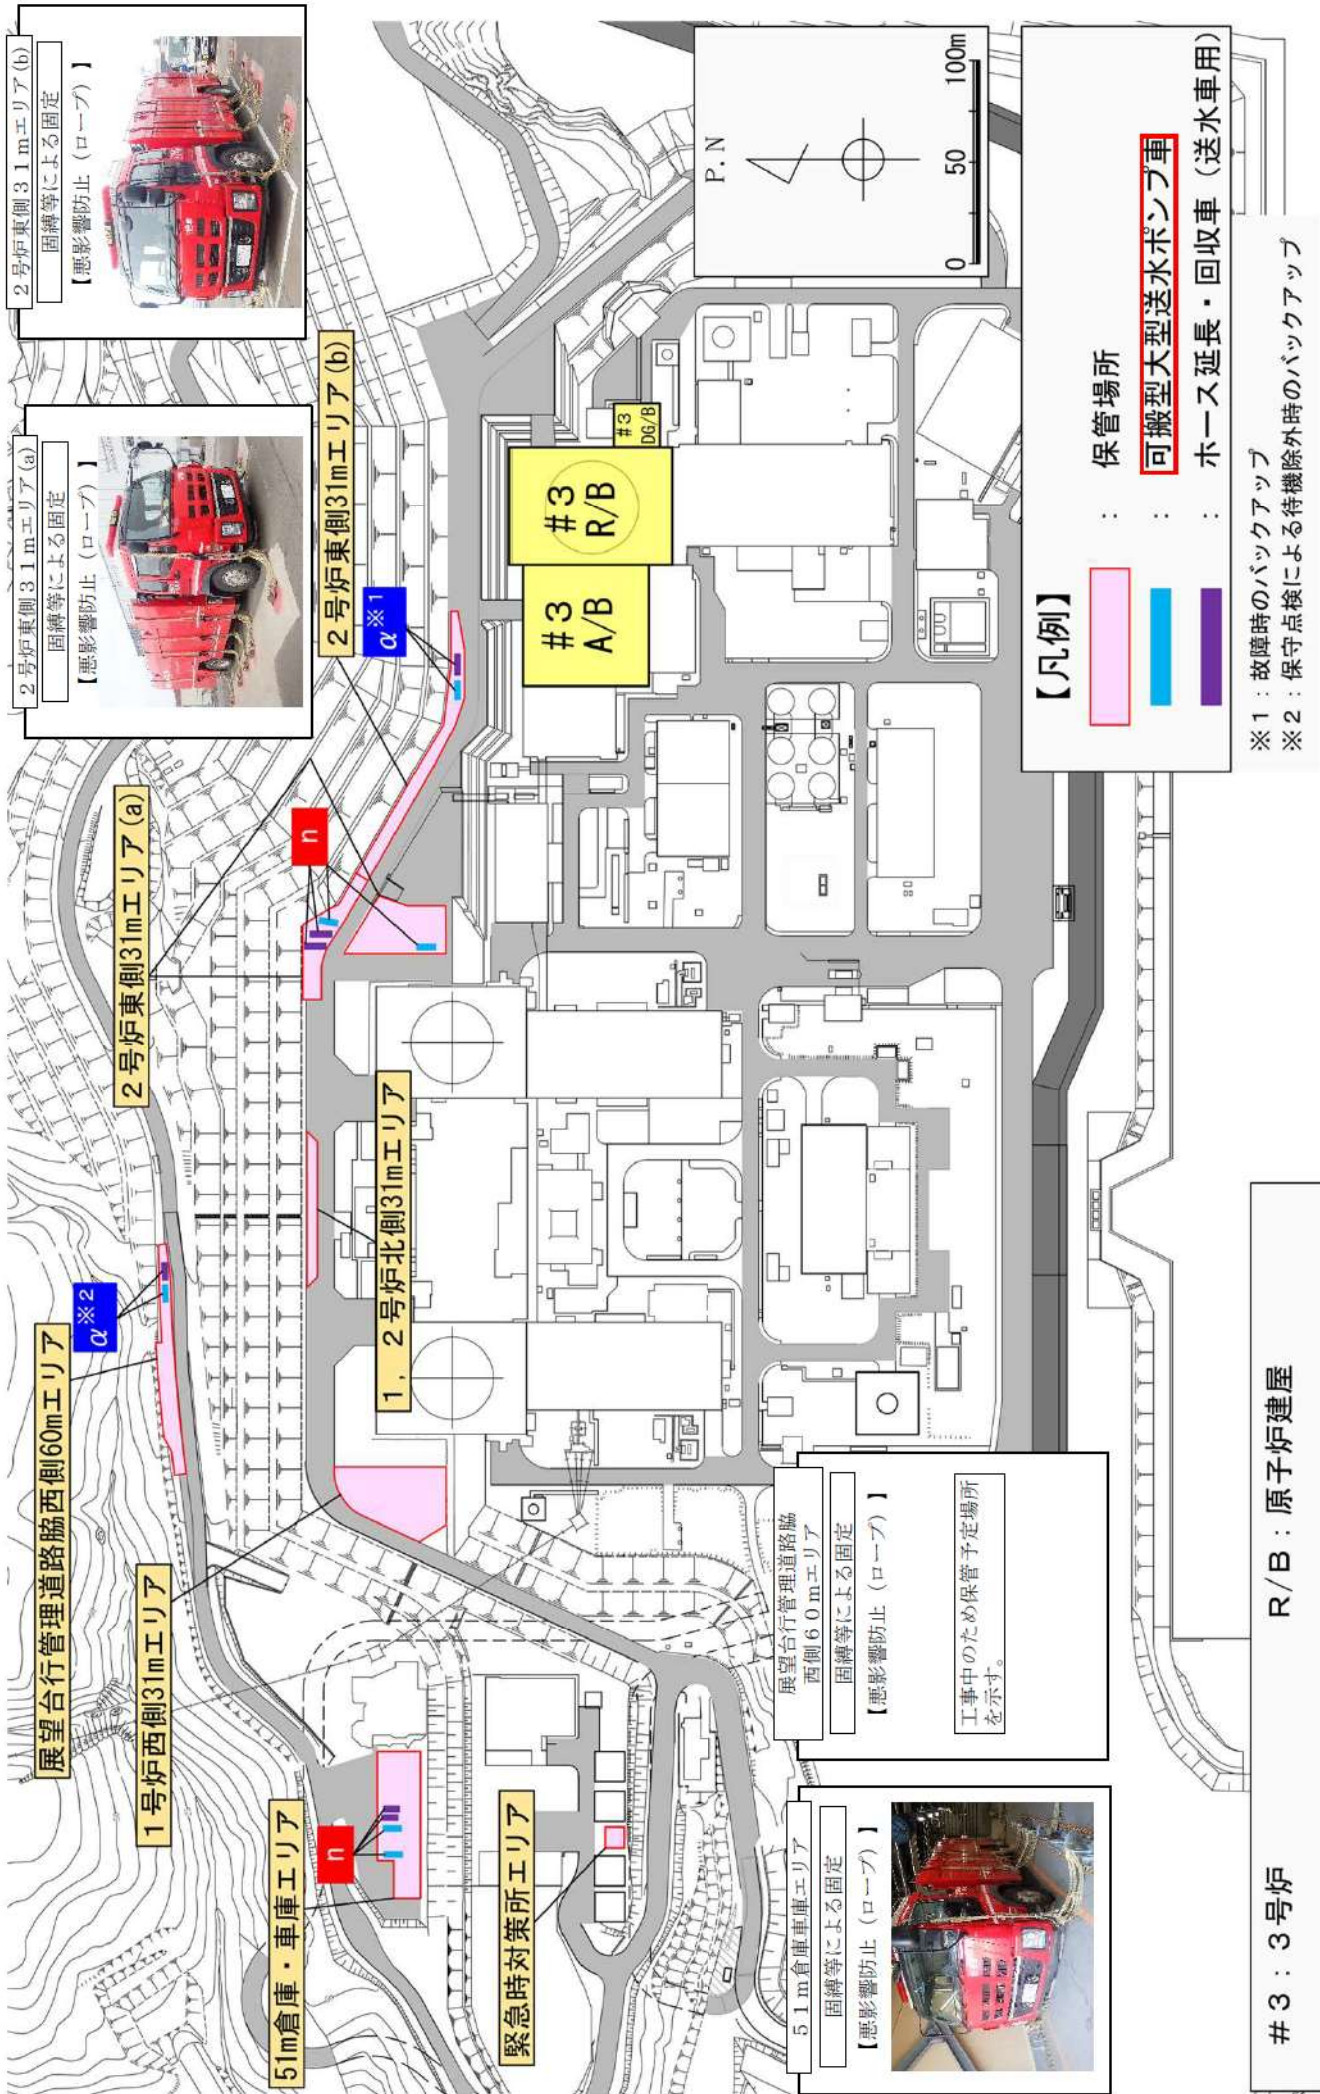 2号炉東側31mエリア(a)
固縛等による固定
【悪影響防止(ロープ)】
2号炉東側31mエリア(b)
固縛等による固定
【悪影響防止(ロープ)】
展望台行管理道路脇西側60mエリア
α※2
1号炉西側31mエリア
51m倉庫・車庫エリア
n
緊急時対策所エリア
1,2号炉北側31mエリア
2号炉東側31mエリア(a)
n
2号炉東側31mエリア(b)
α※1
#3
A/B
#3
R/B
#3
DG/B
P.N
0 50 100m
51m倉庫車庫エリア
固縛等による固定
【悪影響防止(ロープ)】
展望台行管理道路脇
西側60mエリア
固縛等による固定
【悪影響防止(ロープ)】
工事中のため保管予定場所
を示す。
【凡例】
: 保管場所
: 可搬型大型送水ポンプ車
: ホース延長・回収車(送水車用)
※1:故障時のバックアップ
※2:保守点検による待機除外時のバックアップ
#3:3号炉 R/B:原子炉建屋